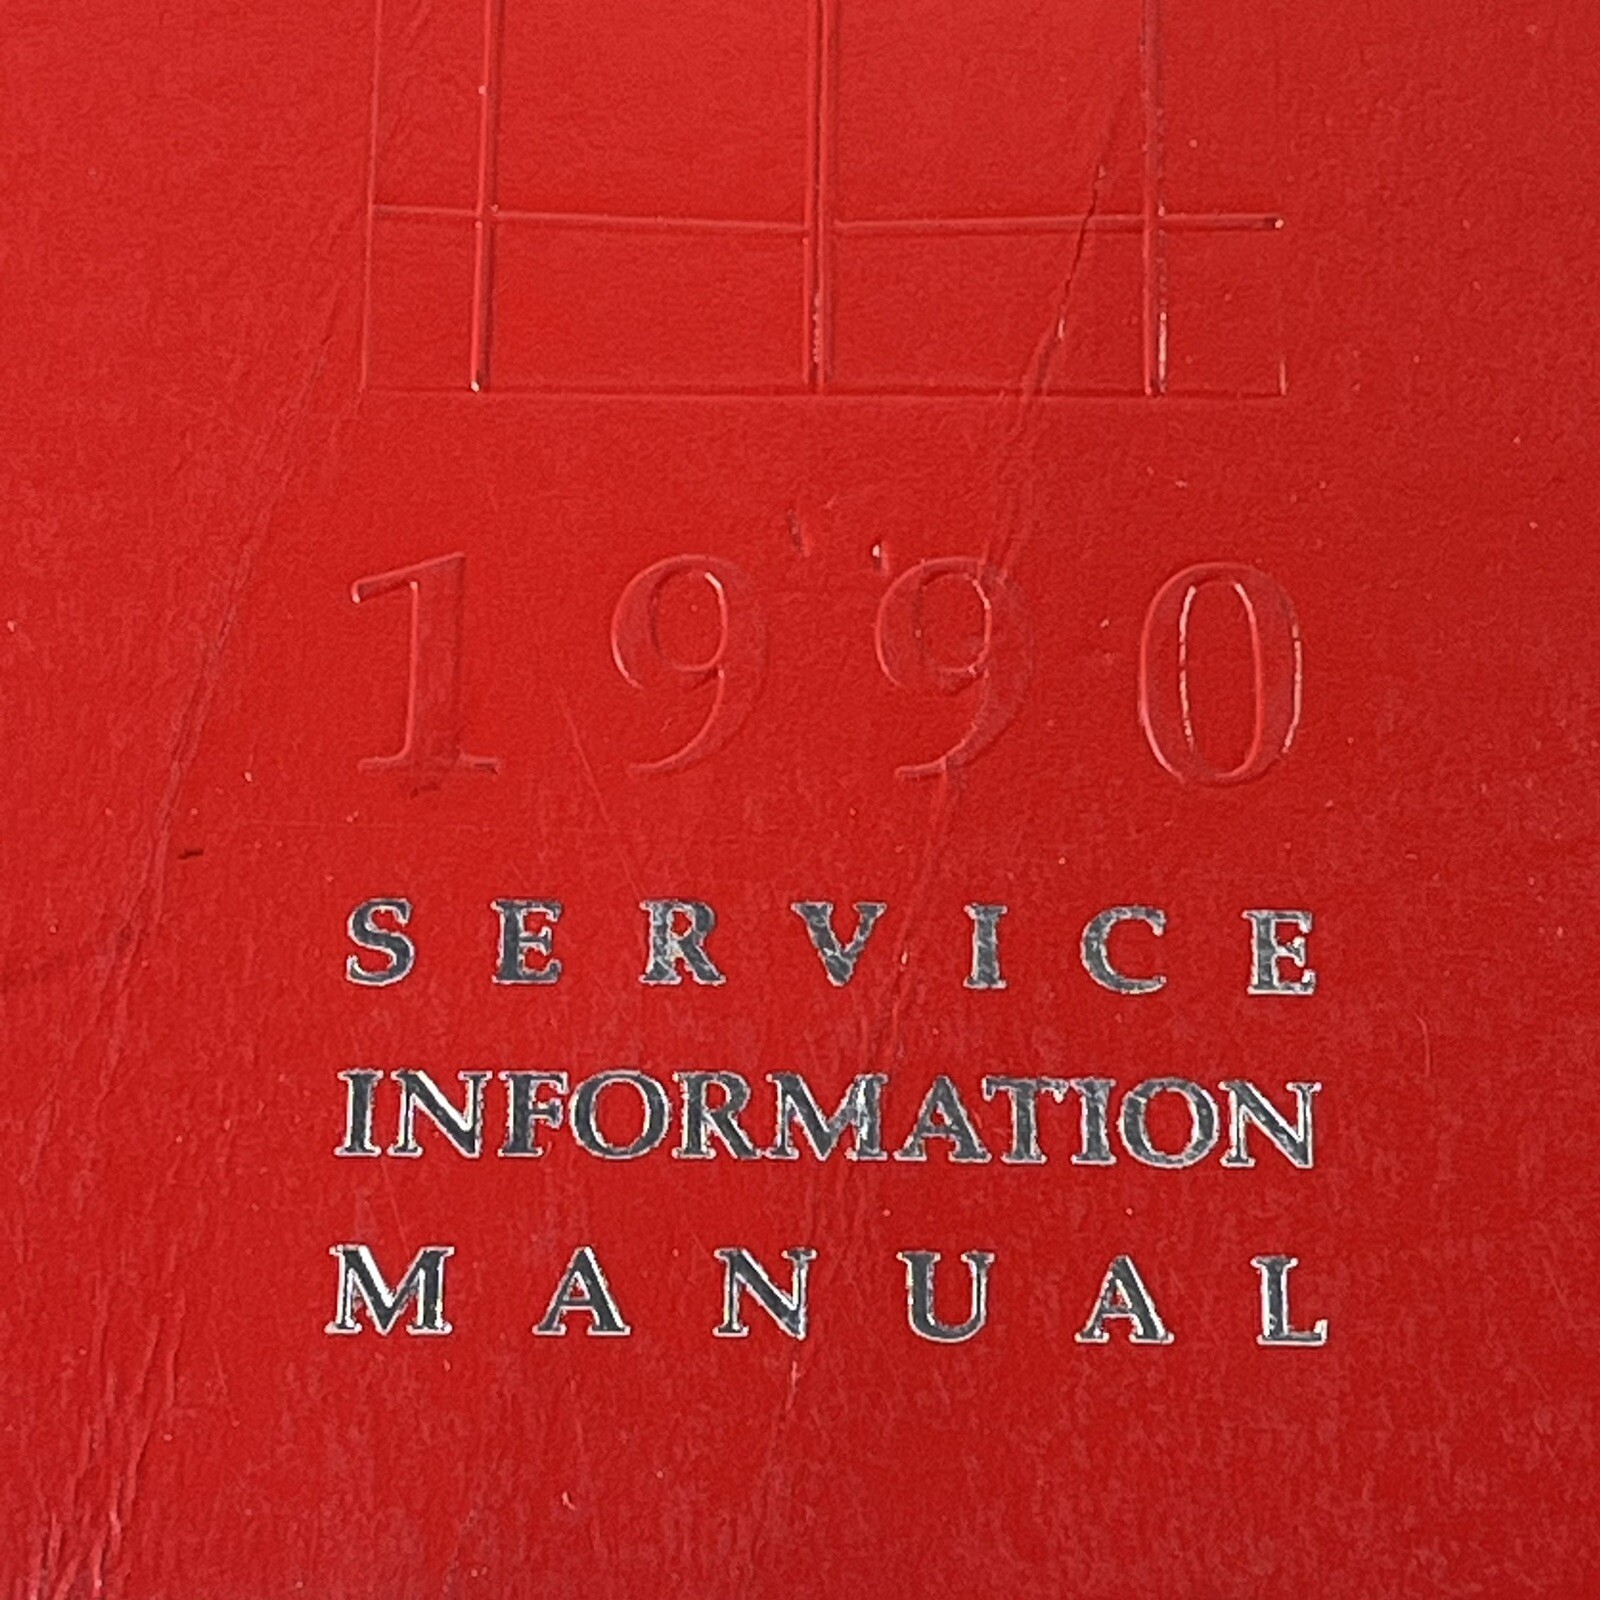 1990
SERVICE
INFORMATION
MANUAL